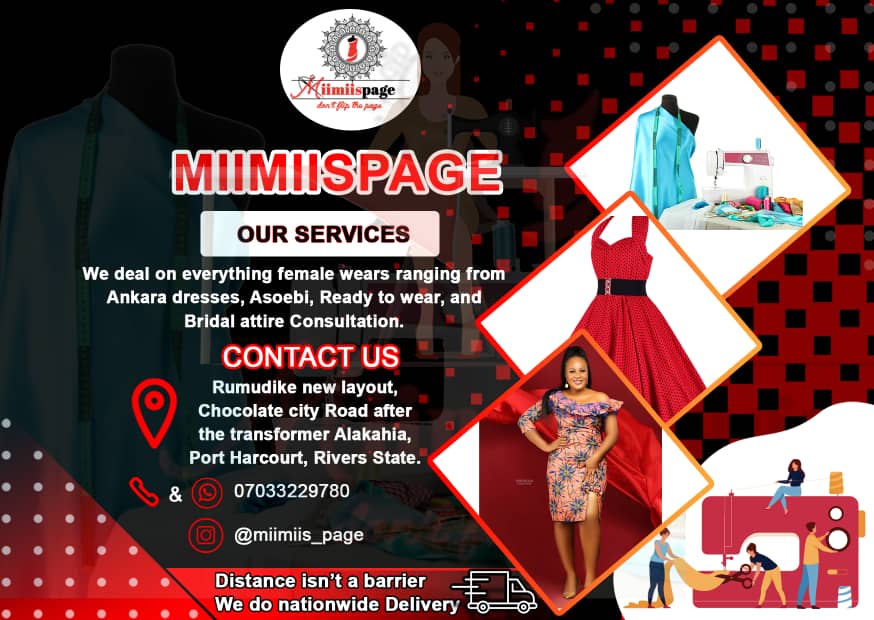 Miimiispage
don't flip the page
MIIMIISPAGE
OUR SERVICES
We deal on everything female wears ranging from
Ankara dresses, Asoebi, Ready to wear, and
Bridal attire Consultation.
CONTACT US
Rumudike new layout,
Chocolate city Road after
the transformer Alakahia,
Port Harcourt, Rivers State.
& 07033229780
@miimiis_page
Distance isn't a barrier
We do nationwide Delivery